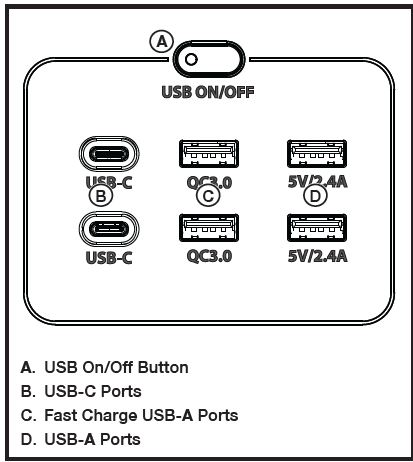 A
USB ON/OFF
USB-C QC3.0 5V/2.4A
B C D
USB-C QC3.0 5V/2.4A
A. USB On/Off Button
B. USB-C Ports
C. Fast Charge USB-A Ports
D. USB-A Ports